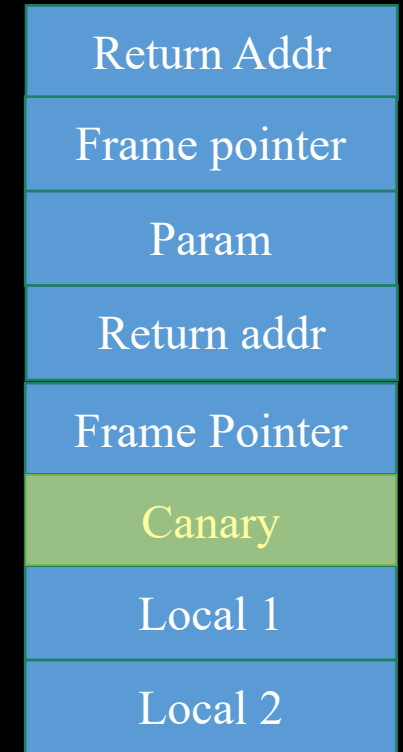 Return Addr
Frame pointer
Param
Return addr
Frame Pointer
Canary
Local 1
Local 2